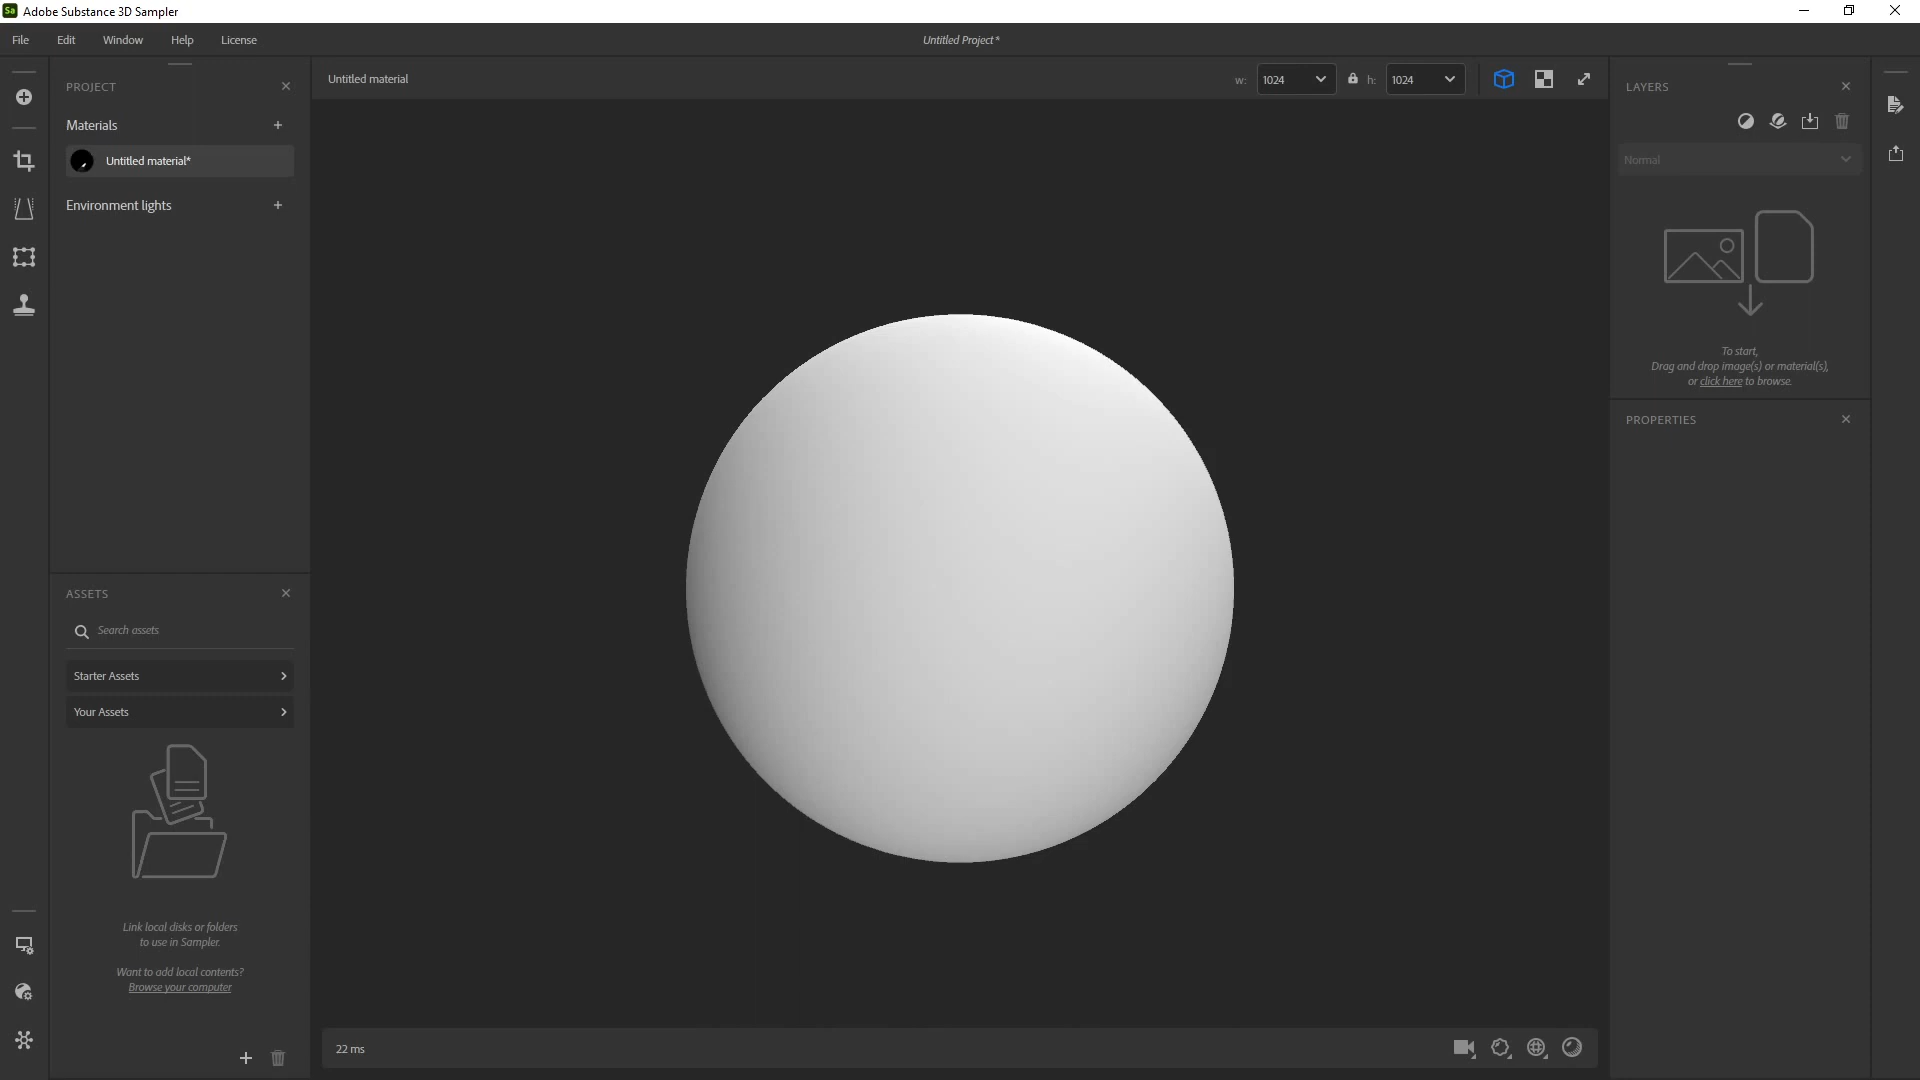 Sa Adobe Substance 3D Sampler
File Edit Window Help License
Untitled Project*
PROJECT
Materials
Untitled material*
Environment lights
ASSETS
Search assets
Starter Assets
Your Assets
Link local disks or folders
to use in Sampler.
Want to add local contents?
Browse your computer
Untitled material
w: 1024 h: 1024
22 ms
LAYERS
Normal
To start,
Drag and drop image(s) or material(s),
or click here to browse.
PROPERTIES